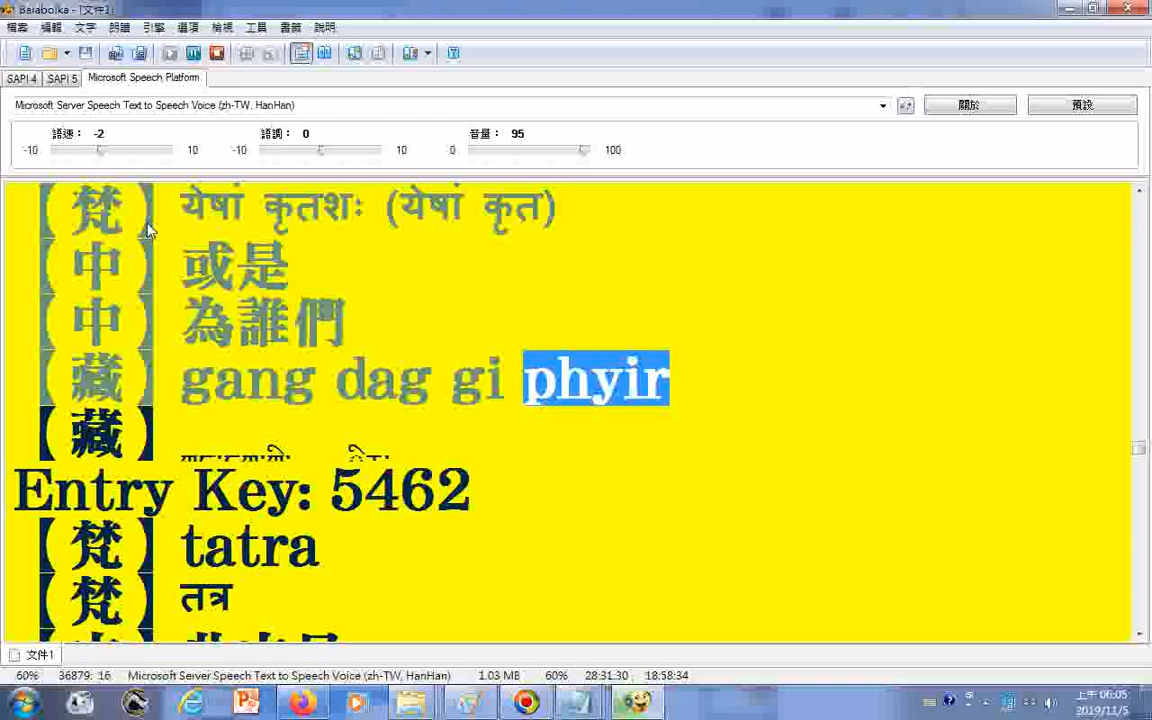 Balabolka - [文件1]
檔案 編輯 文字 朗讀 引擎 選項 檢視 工具 書籤 說明
SAPI 4 SAPI 5 Microsoft Speech Platform
Microsoft Server Speech Text to Speech Voice (zh-TW, HanHan)
關於 預設
語速： -2 語調： 0 音量： 95
-10 10 -10 10 0 100
【梵】 येषां कृतशः (येषां कृत)
【中】 或是
【中】 為誰們
【藏】 gang dag gi phyir
【藏】
Entry Key: 5462
【梵】 tatra
【梵】 तत्र
文件1
60% 36879: 16 Microsoft Server Speech Text to Speech Voice (zh-TW, HanHan) 1.03 MB 60% 28:31:30 18:58:34
上午 06:05
2019/11/5